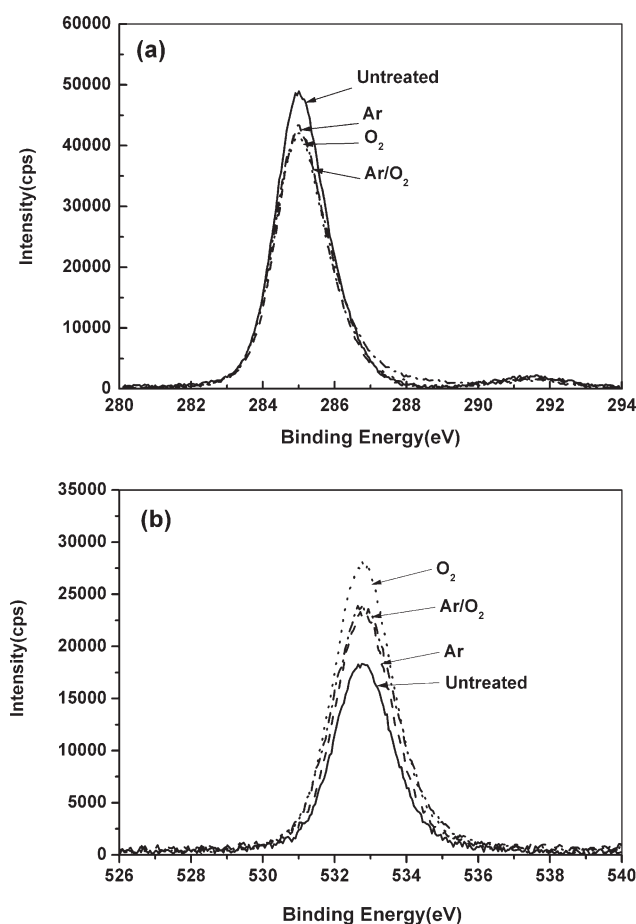 60000
(a)
50000
Untreated
Ar
O2
Ar/O2
40000
30000
20000
10000
0
Intensity(cps)
280 282 284 286 288 290 292 294
Binding Energy(eV)
35000
(b)
30000
O2
25000
Ar/O2
20000
Ar
Untreated
15000
10000
5000
0
Intensity(cps)
526 528 530 532 534 536 538 540
Binding Energy(eV)